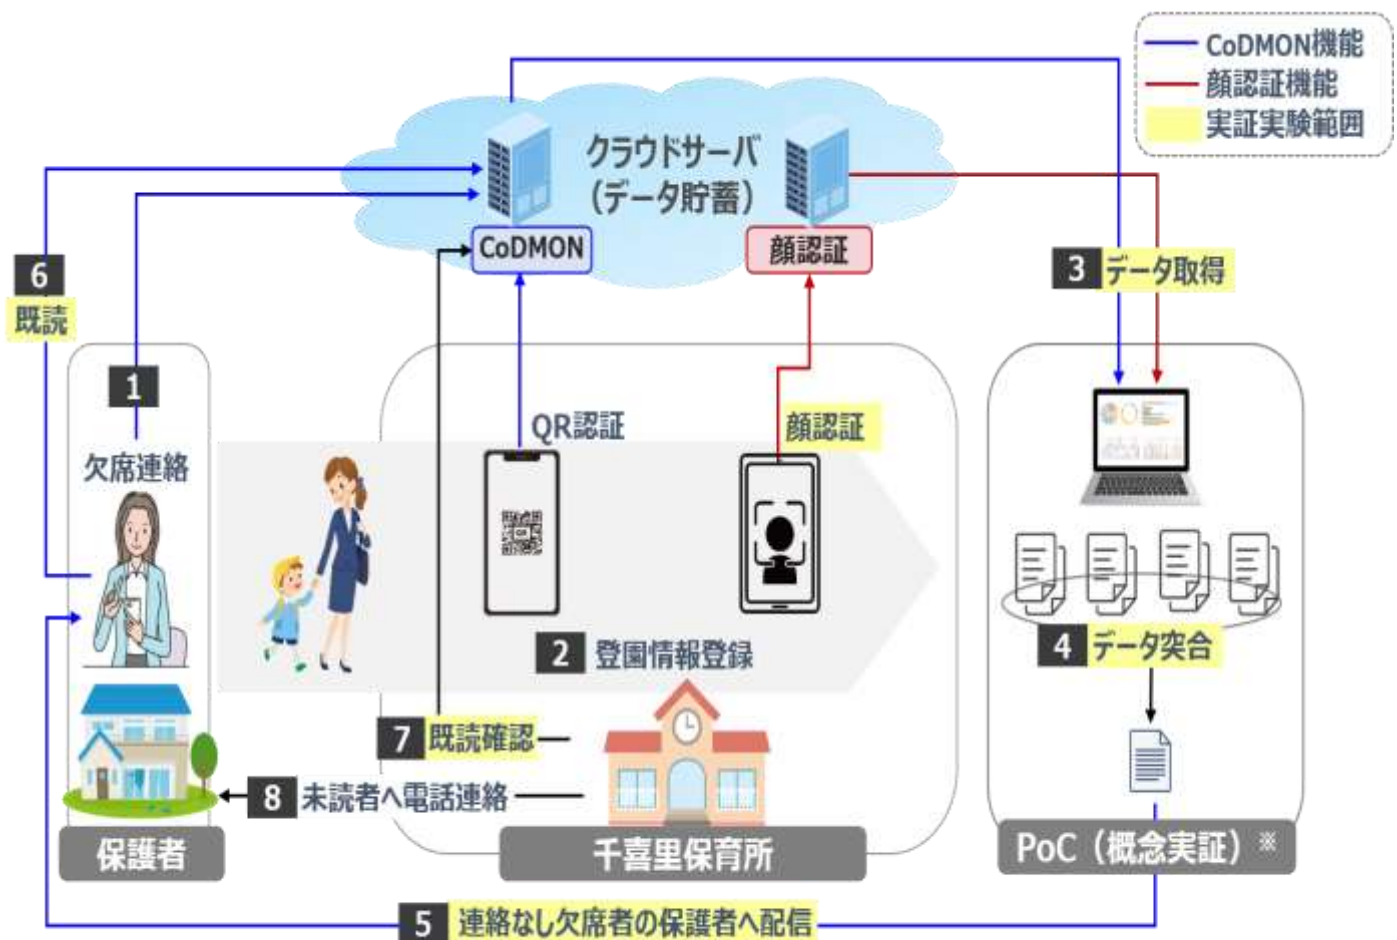 CoDMON機能
顔認証機能
実証実験範囲
クラウドサーバ
（データ貯蓄）
CoDMON
顔認証
6
既読
3 データ取得
1
欠席連絡
QR認証
顔認証
2 登園情報登録
4 データ突合
7 既読確認
8 未読者へ電話連絡
保護者
千喜里保育所
PoC（概念実証）※
5 連絡なし欠席者の保護者へ配信